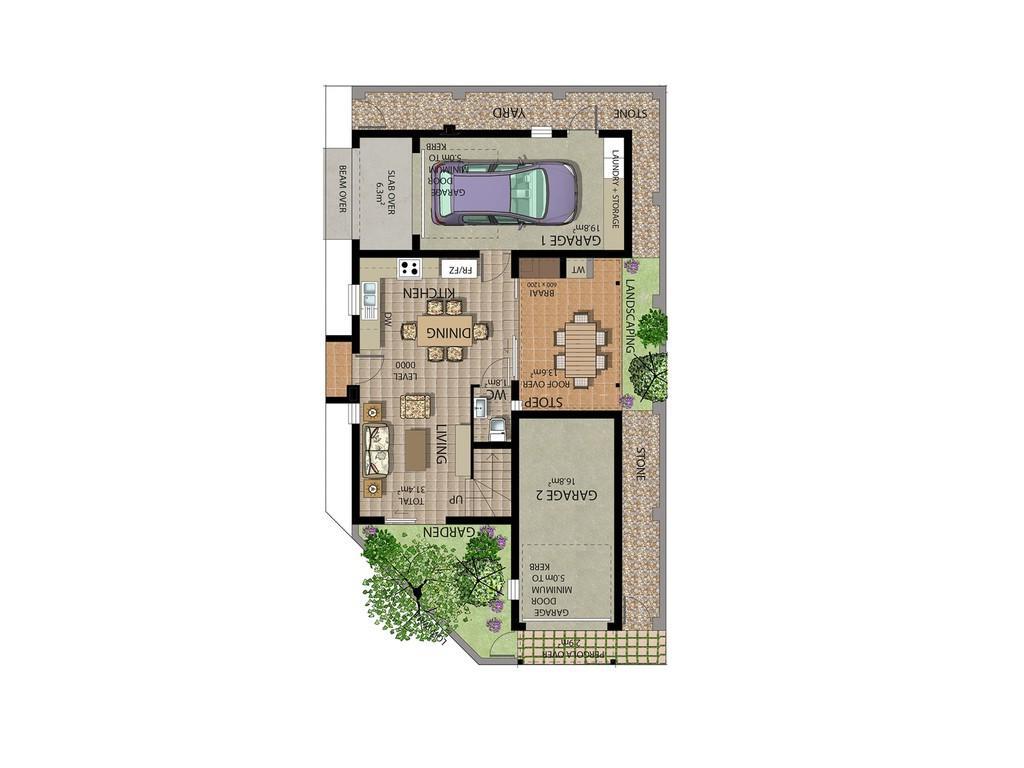 YARD
STONE
BEAM OVER
SLAB OVER
6.3m²
GARAGE
DOOR
MINIMUM
5.0m TO
KERB
LAUNDRY + STORAGE
GARAGE 1
19.8m²
FR/FZ
KITCHEN
DW
DINING
LEVEL
0000
WC
1.8m²
BRAAI
600 x 1200
WT
STOEP
ROOF OVER
13.6m²
LANDSCAPING
LIVING
TOTAL
31.4m²
UP
STONE
GARAGE 2
16.8m²
GARDEN
GARAGE
DOOR
MINIMUM
5.0m TO
KERB
PERGOLA OVER
2.9m²